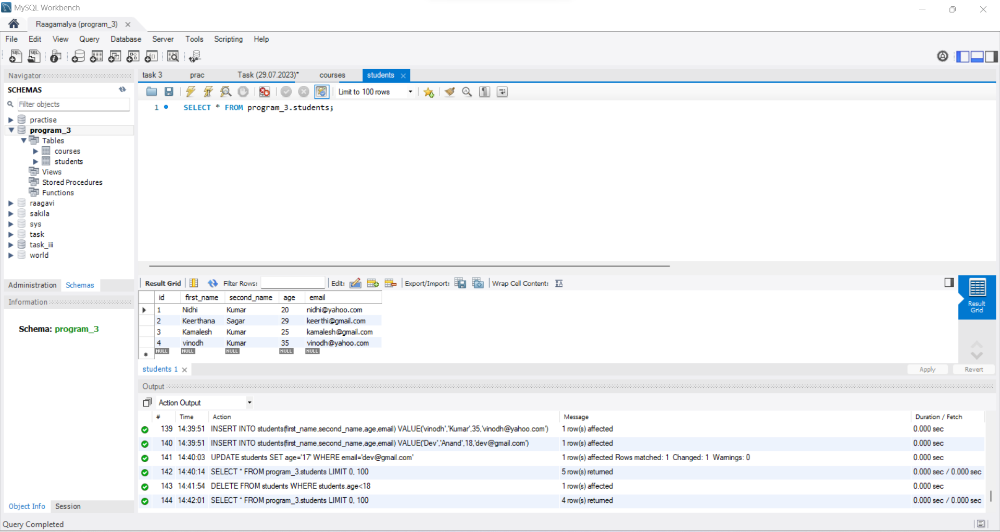 MySQL Workbench
Raagamalya (program_3)
File Edit View Query Database Server Tools Scripting Help
Navigator
SCHEMAS
Filter objects
practise
program_3
Tables
courses
students
Views
Stored Procedures
Functions
raagavi
sakila
sys
task
task_iii
world
Administration Schemas
Information
Schema: program_3
Object Info Session
task 3 prac Task (29.07.2023)* courses students
Limit to 100 rows
1 SELECT * FROM program_3.students;
Result Grid Filter Rows: Edit: Export/Import: Wrap Cell Content:
id first_name second_name age email
1 Nidhi Kumar 20 nidhi@yahoo.com
2 Keerthana Sagar 29 keerthi@gmail.com
3 Kamalesh Kumar 25 kamalesh@gmail.com
4 vinodh Kumar 35 vinodh@yahoo.com
NULL NULL NULL NULL NULL
Result
Grid
students 1
Apply Revert
Output
Action Output
# Time Action Message Duration / Fetch
139 14:39:51 INSERT INTO students(first_name,second_name,age,email) VALUE('vinodh','Kumar',35,'vinodh@yahoo.com') 1 row(s) affected 0.000 sec
140 14:39:51 INSERT INTO students(first_name,second_name,age,email) VALUE('Dev','Anand',18,'dev@gmail.com') 1 row(s) affected 0.000 sec
141 14:40:03 UPDATE students SET age='17' WHERE email='dev@gmail.com' 1 row(s) affected Rows matched: 1 Changed: 1 Warnings: 0 0.000 sec
142 14:40:14 SELECT * FROM program_3.students LIMIT 0, 100 5 row(s) returned 0.000 sec / 0.000 sec
143 14:41:54 DELETE FROM students WHERE students.age<18 1 row(s) affected 0.000 sec
144 14:42:01 SELECT * FROM program_3.students LIMIT 0, 100 4 row(s) returned 0.000 sec / 0.000 sec
Query Completed